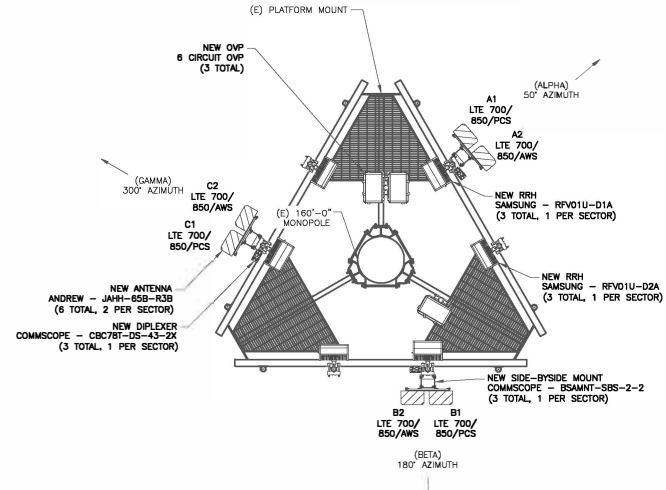 (E) PLATFORM MOUNT
NEW OVP
6 CIRCUIT OVP
(3 TOTAL)
(ALPHA)
50° AZIMUTH
A1
LTE 700/
850/PCS
A2
LTE 700/
850/AWS
(GAMMA)
300° AZIMUTH
C2
LTE 700/
850/AWS
C1
LTE 700/
850/PCS
NEW RRH
SAMSUNG - RFV01U-D1A
(3 TOTAL, 1 PER SECTOR)
(E) 160'-0"
MONOPOLE
NEW ANTENNA
ANDREW - JAHH-65B-R3B
(6 TOTAL, 2 PER SECTOR)
NEW RRH
SAMSUNG - RFV01U-D2A
(3 TOTAL, 1 PER SECTOR)
NEW DIPLEXER
COMMSCOPE - CBC78T-DS-43-2X
(3 TOTAL, 1 PER SECTOR)
NEW SIDE-BYSIDE MOUNT
COMMSCOPE - BSAMNT-SBS-2-2
(3 TOTAL, 1 PER SECTOR)
B2
LTE 700/
850/AWS
B1
LTE 700/
850/PCS
(BETA)
180° AZIMUTH